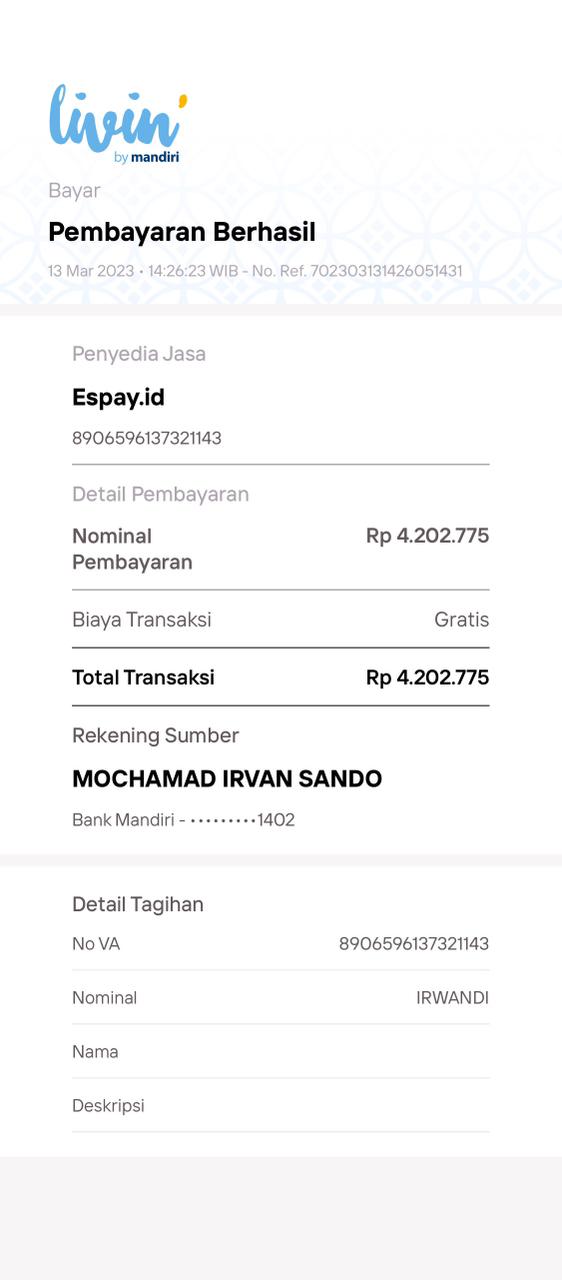 livin'
by mandiri
Bayar
Pembayaran Berhasil
13 Mar 2023 • 14:26:23 WIB - No. Ref. 702303131426051431
Penyedia Jasa
Espay.id
8906596137321143
Detail Pembayaran
Nominal Rp 4.202.775
Pembayaran
Biaya Transaksi Gratis
Total Transaksi Rp 4.202.775
Rekening Sumber
MOCHAMAD IRVAN SANDO
Bank Mandiri - •••••••••1402
Detail Tagihan
No VA 8906596137321143
Nominal IRWANDI
Nama
Deskripsi